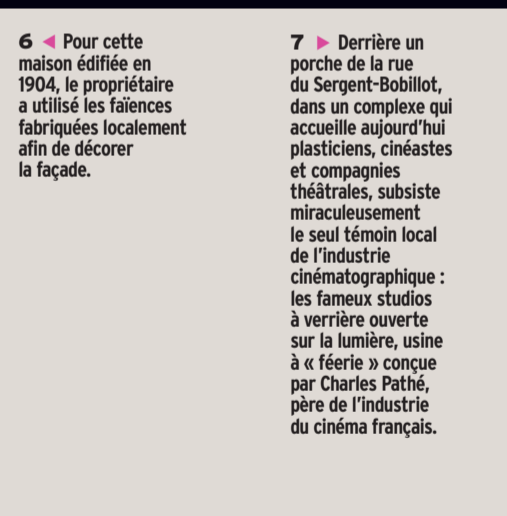 6 ◀ Pour cette
maison édifiée en
1904, le propriétaire
a utilisé les faïences
fabriquées localement
afin de décorer
la façade.
7 ▶ Derrière un
porche de la rue
du Sergent-Bobillot,
dans un complexe qui
accueille aujourd'hui
plasticiens, cinéastes
et compagnies
théâtrales, subsiste
miraculeusement
le seul témoin local
de l'industrie
cinématographique :
les fameux studios
à verrière ouverte
sur la lumière, usine
à « féerie » conçue
par Charles Pathé,
père de l'industrie
du cinéma français.